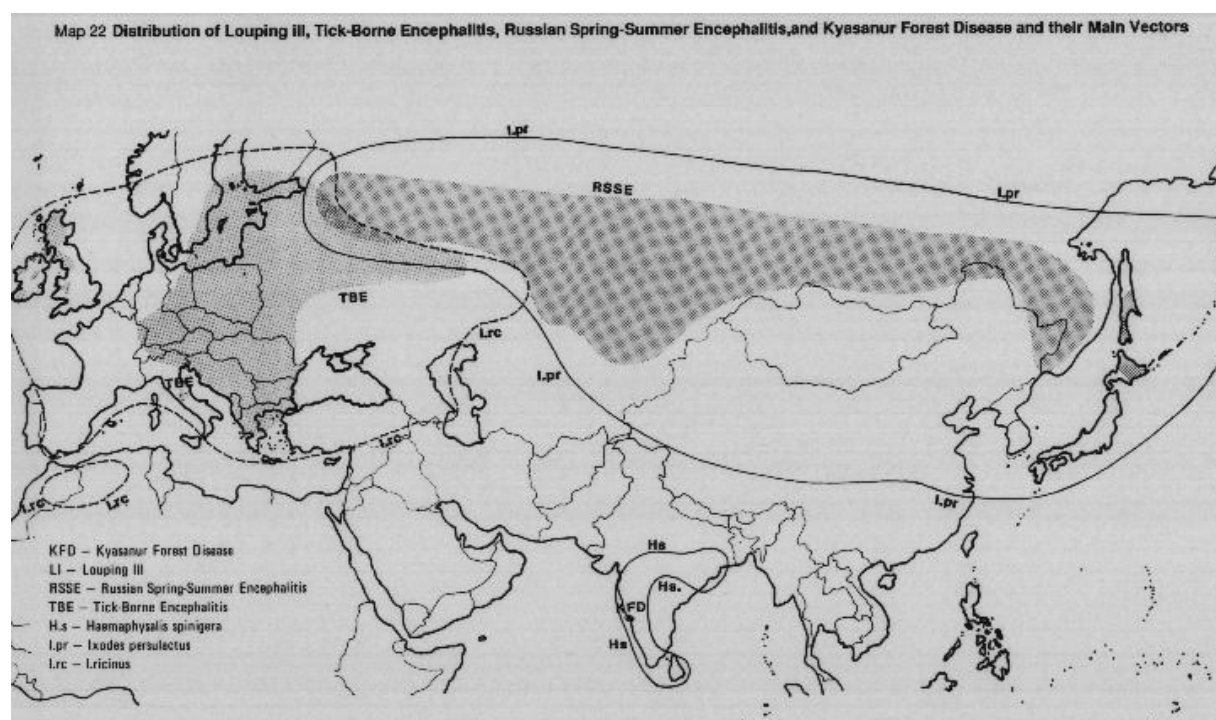 Map 22 Distribution of Louping ill, Tick-Borne Encephalitis, Russian Spring-Summer Encephalitis,and Kyasanur Forest Disease and their Main Vectors
I.pr
RSSE
I.pr
TBE
I.rc
I.pr
TBE
I.rc
I.rc
I.rc
I.pr
Hs
Hs.
KFD
Hs
KFD – Kyasanur Forest Disease
LI – Louping Ill
RSSE – Russian Spring-Summer Encephalitis
TBE – Tick-Borne Encephalitis
H.s – Haemaphysalis spinigera
I.pr – Ixodes persulectus
I.rc – I.ricinus